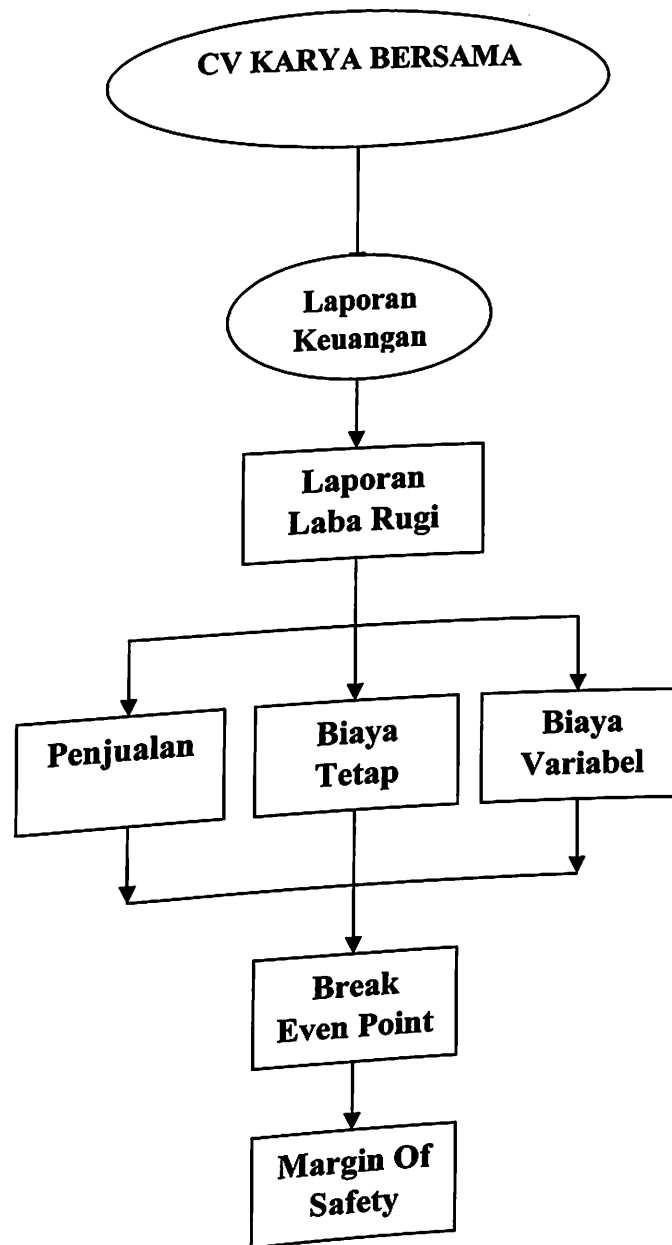 CV KARYA BERSAMA
Laporan
Keuangan
Laporan
Laba Rugi
Penjualan
Biaya
Tetap
Biaya
Variabel
Break
Even Point
Margin Of
Safety